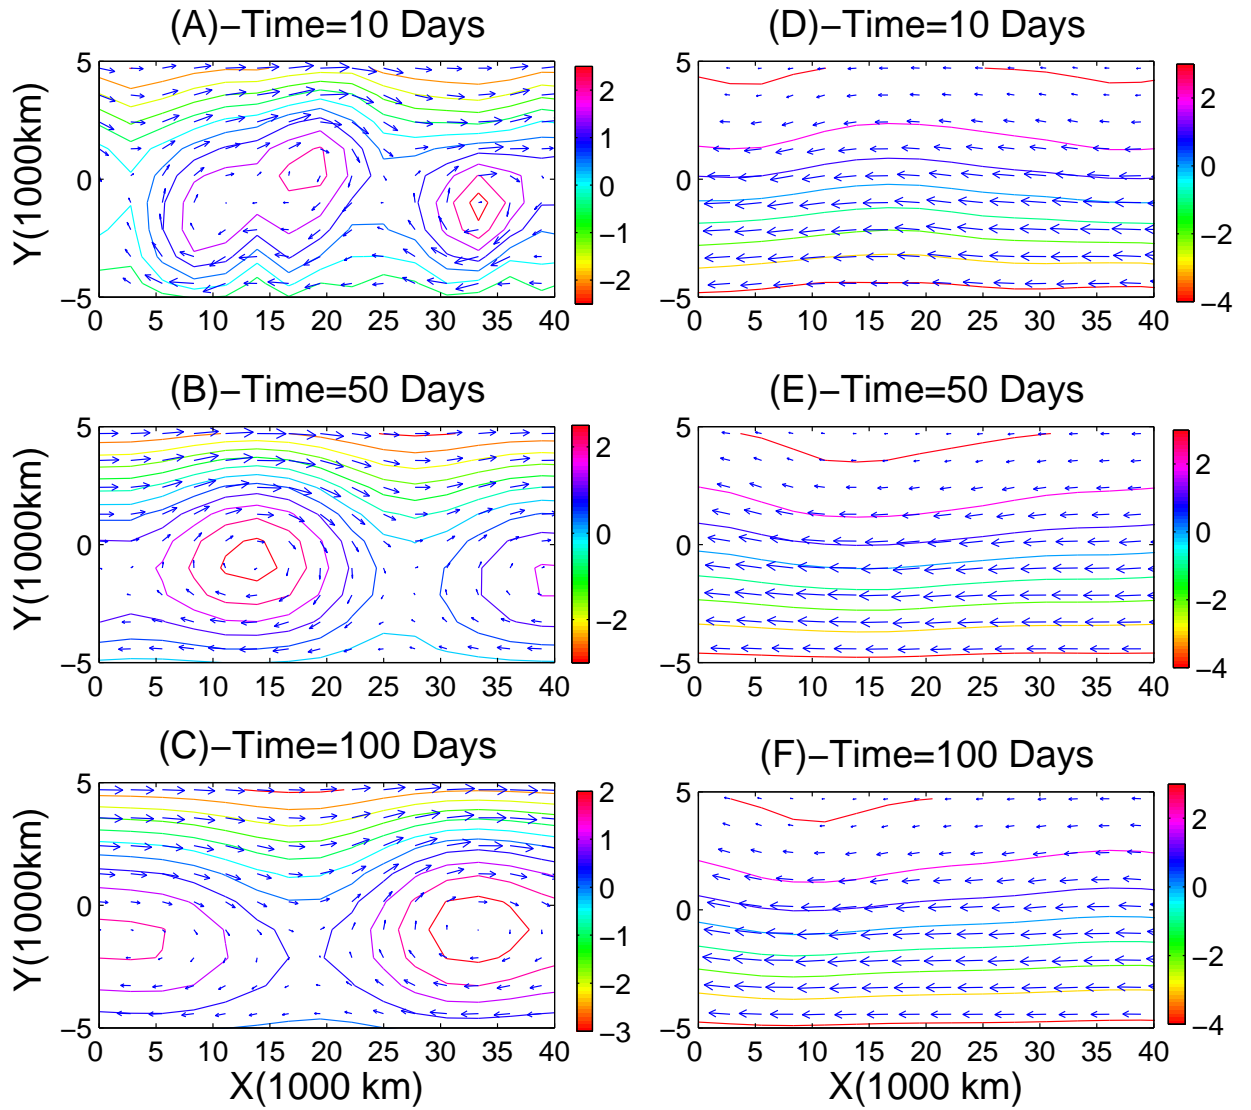 (A)−Time=10 Days
(D)−Time=10 Days
Y(1000km)
5
0
−5
0 5 10 15 20 25 30 35 40
2
1
0
−1
−2
5
0
−5
0 5 10 15 20 25 30 35 40
2
0
−2
−4
(B)−Time=50 Days
(E)−Time=50 Days
Y(1000km)
5
0
−5
0 5 10 15 20 25 30 35 40
2
0
−2
5
0
−5
0 5 10 15 20 25 30 35 40
2
0
−2
−4
(C)−Time=100 Days
(F)−Time=100 Days
Y(1000km)
5
0
−5
0 5 10 15 20 25 30 35 40
X(1000 km)
2
1
0
−1
−2
−3
5
0
−5
0 5 10 15 20 25 30 35 40
X(1000 km)
2
0
−2
−4